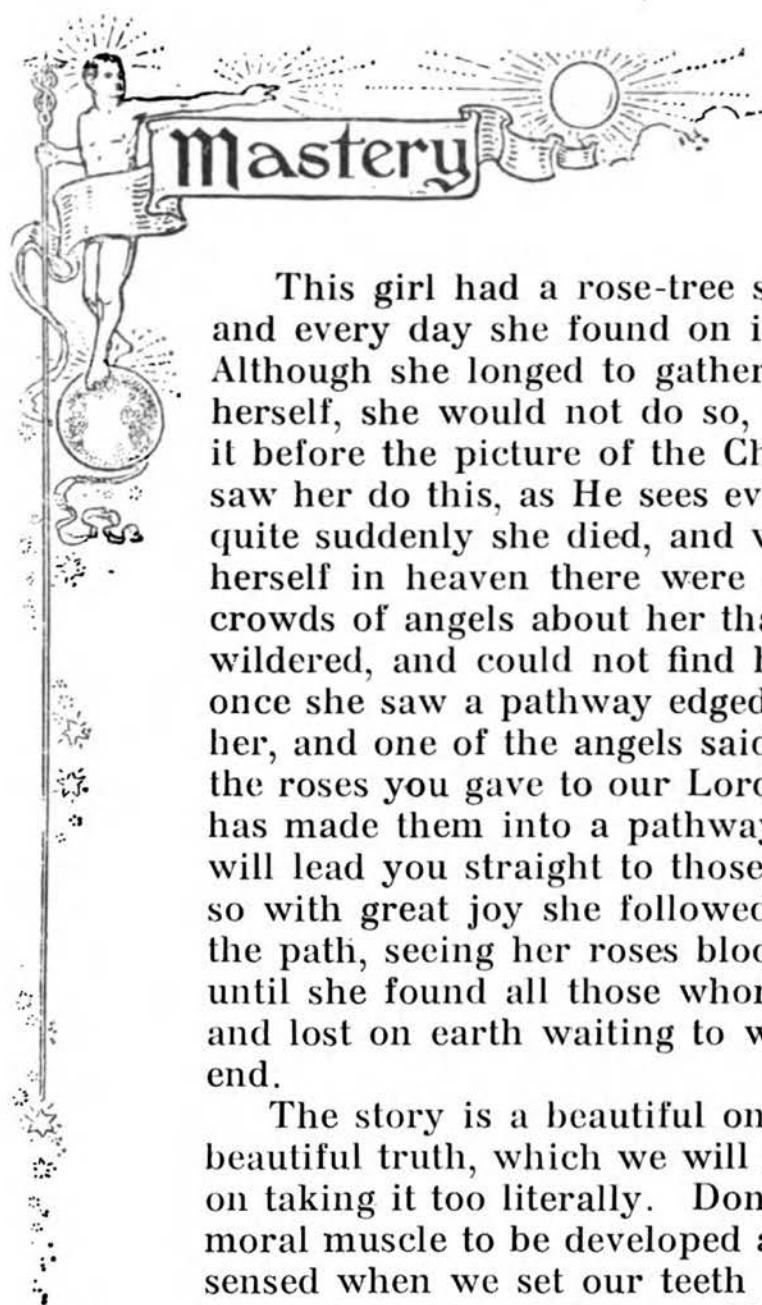 Mastery
This girl had a rose-tree s
and every day she found on i
Although she longed to gather
herself, she would not do so,
it before the picture of the Ch
saw her do this, as He sees ev
quite suddenly she died, and v
herself in heaven there were
crowds of angels about her tha
wildered, and could not find h
once she saw a pathway edged
her, and one of the angels said
the roses you gave to our Lord
has made them into a pathway
will lead you straight to those
so with great joy she followed
the path, seeing her roses bloo
until she found all those whom
and lost on earth waiting to w
end.
The story is a beautiful on
beautiful truth, which we will
on taking it too literally. Don
moral muscle to be developed a
sensed when we set our teeth